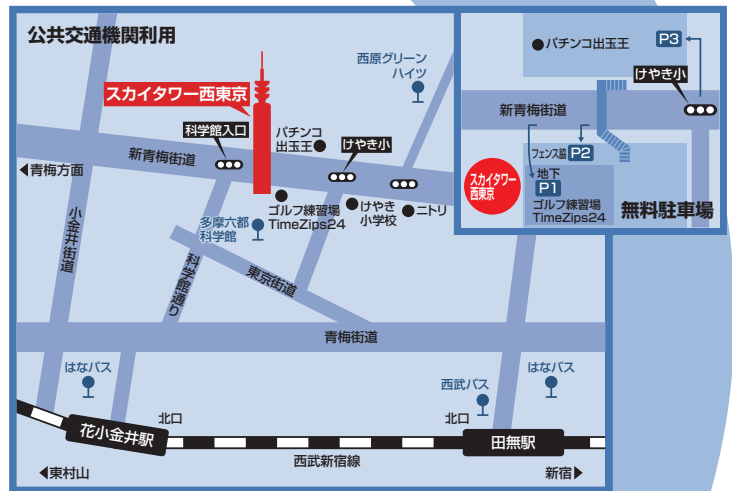 公共交通機関利用
西原グリーン
ハイツ
スカイタワー西東京
科学館入口
パチンコ
出玉王
けやき小
新青梅街道
青梅方面
小金井街道
多摩六都
科学館
ゴルフ練習場
TimeZips24
けやき
小学校
ニトリ
科学館通り
東京街道
青梅街道
はなバス
西武バス
はなバス
北口
花小金井駅
北口
田無駅
西武新宿線
東村山
新宿
パチンコ出玉王
P3
けやき小
新青梅街道
フェンス脇
P2
地下
P1
スカイタワー
西東京
ゴルフ練習場
TimeZips24
無料駐車場